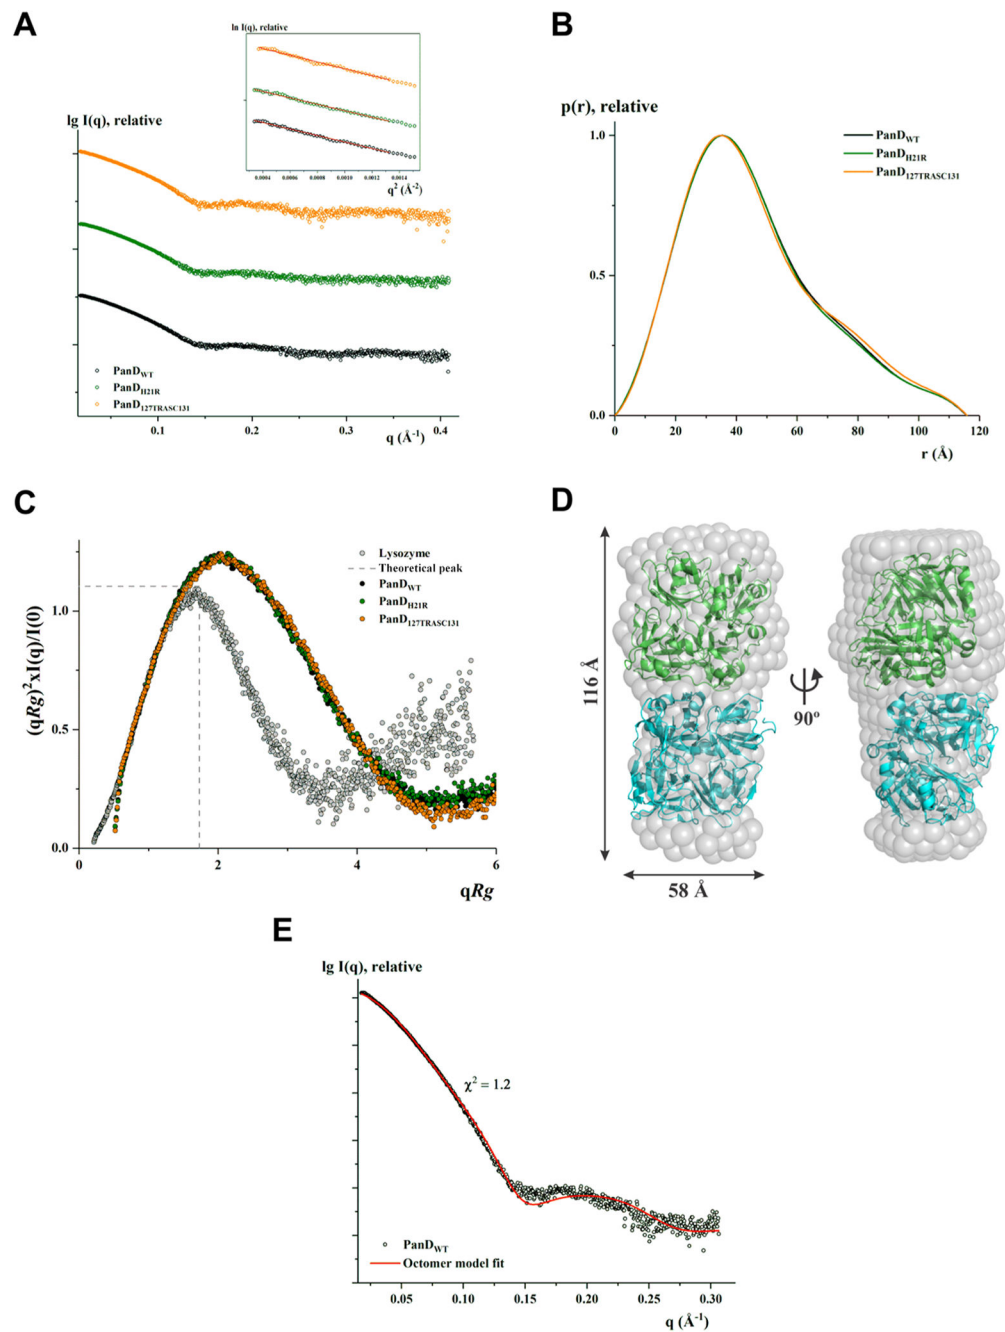 A
ln I(q), relative
0.0004 0.0006 0.0008 0.0010 0.0012 0.0014
q² (Å⁻²)
lg I(q), relative
PanD_WT
PanD_H21R
PanD_127TRASC131
0.1 0.2 0.3 0.4
q (Å⁻¹)
B
p(r), relative
1.0
0.5
0.0
PanD_WT
PanD_H21R
PanD_127TRASC131
0 20 40 60 80 100 120
r (Å)
C
(qRg)²xI(q)/I(0)
1.0
0.5
0.0
Lysozyme
Theoretical peak
PanD_WT
PanD_H21R
PanD_127TRASC131
0 2 4 6
qRg
D
116 Å
90º
58 Å
E
lg I(q), relative
χ² = 1.2
PanD_WT
Octomer model fit
0.05 0.10 0.15 0.20 0.25 0.30
q (Å⁻¹)